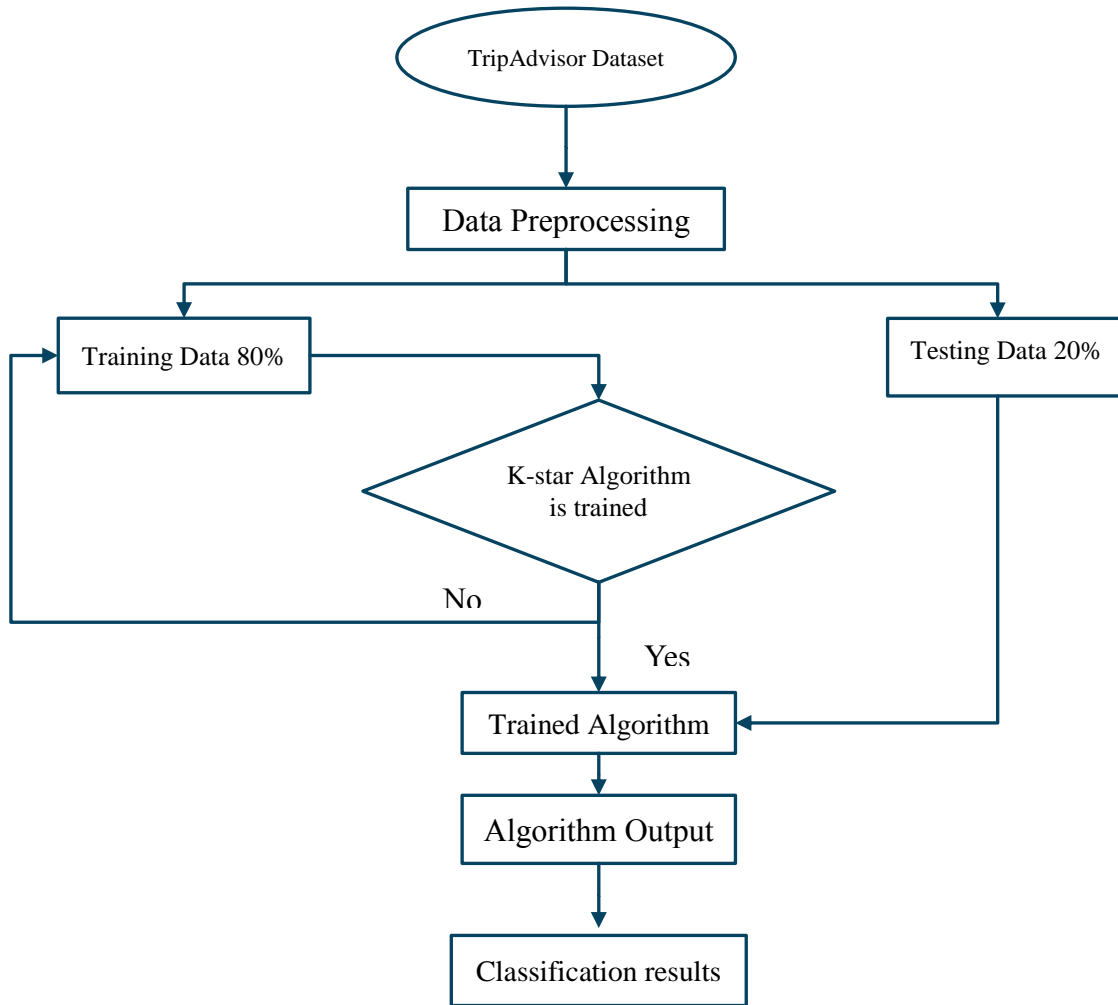 TripAdvisor Dataset
Data Preprocessing
Training Data 80%
Testing Data 20%
K-star Algorithm
is trained
No
Yes
Trained Algorithm
Algorithm Output
Classification results